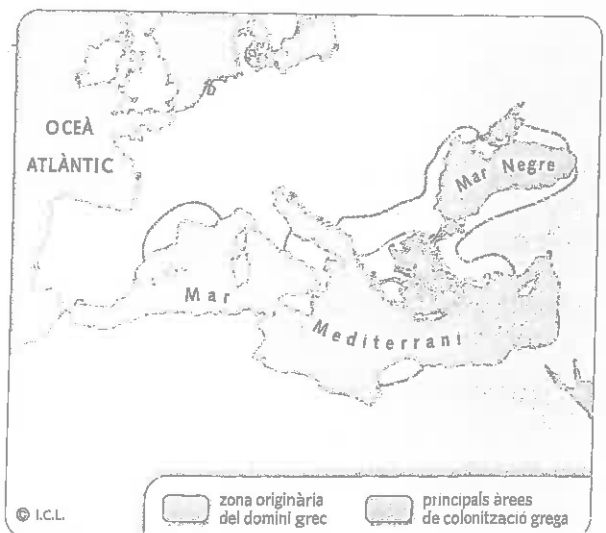 OCEÀ
ATLÀNTIC
Mar Negre
Mar
Mediterrani
© I.C.L.
zona originària
del domini grec
principals àrees
de colonització grega